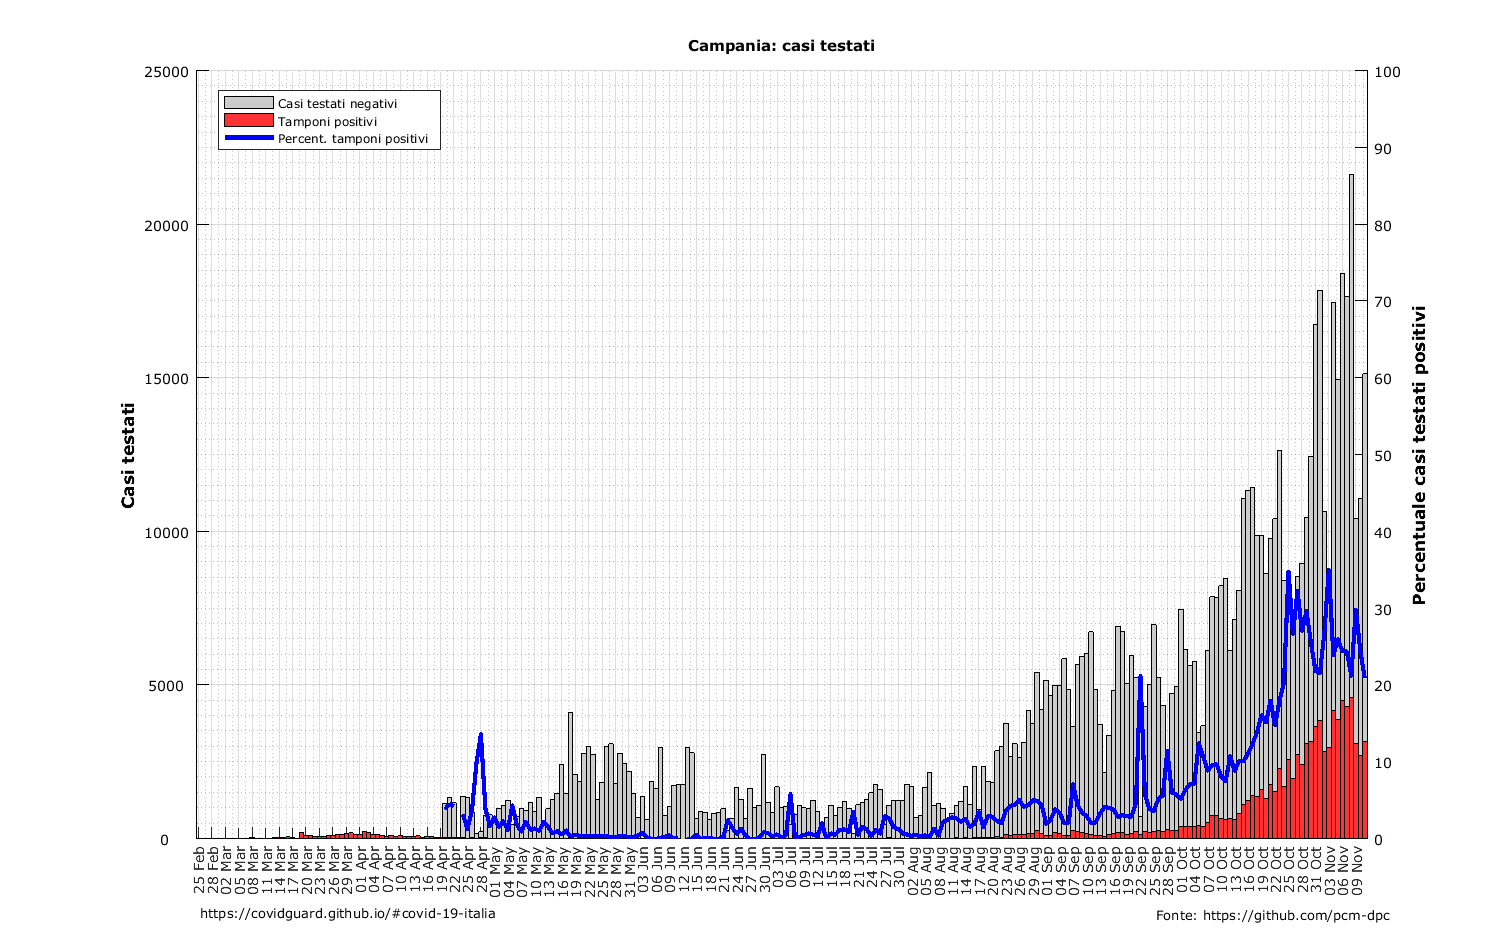 Campania: casi testati
25000
20000
15000
10000
5000
0
Casi testati
Casi testati negativi
Tamponi positivi
Percent. tamponi positivi
100
90
80
70
60
50
40
30
20
10
0
Percentuale casi testati positivi
25 Feb
28 Feb
02 Mar
05 Mar
08 Mar
11 Mar
14 Mar
17 Mar
20 Mar
23 Mar
26 Mar
29 Mar
01 Apr
04 Apr
07 Apr
10 Apr
13 Apr
16 Apr
19 Apr
22 Apr
25 Apr
28 Apr
01 May
04 May
07 May
10 May
13 May
16 May
19 May
22 May
25 May
28 May
31 May
03 Jun
06 Jun
09 Jun
12 Jun
15 Jun
18 Jun
21 Jun
24 Jun
27 Jun
30 Jun
03 Jul
06 Jul
09 Jul
12 Jul
15 Jul
18 Jul
21 Jul
24 Jul
27 Jul
30 Jul
02 Aug
05 Aug
08 Aug
11 Aug
14 Aug
17 Aug
20 Aug
23 Aug
26 Aug
29 Aug
01 Sep
04 Sep
07 Sep
10 Sep
13 Sep
16 Sep
19 Sep
22 Sep
25 Sep
28 Sep
01 Oct
04 Oct
07 Oct
10 Oct
13 Oct
16 Oct
19 Oct
22 Oct
25 Oct
28 Oct
31 Oct
03 Nov
06 Nov
09 Nov
https://covidguard.github.io/#covid-19-italia
Fonte: https://github.com/pcm-dpc